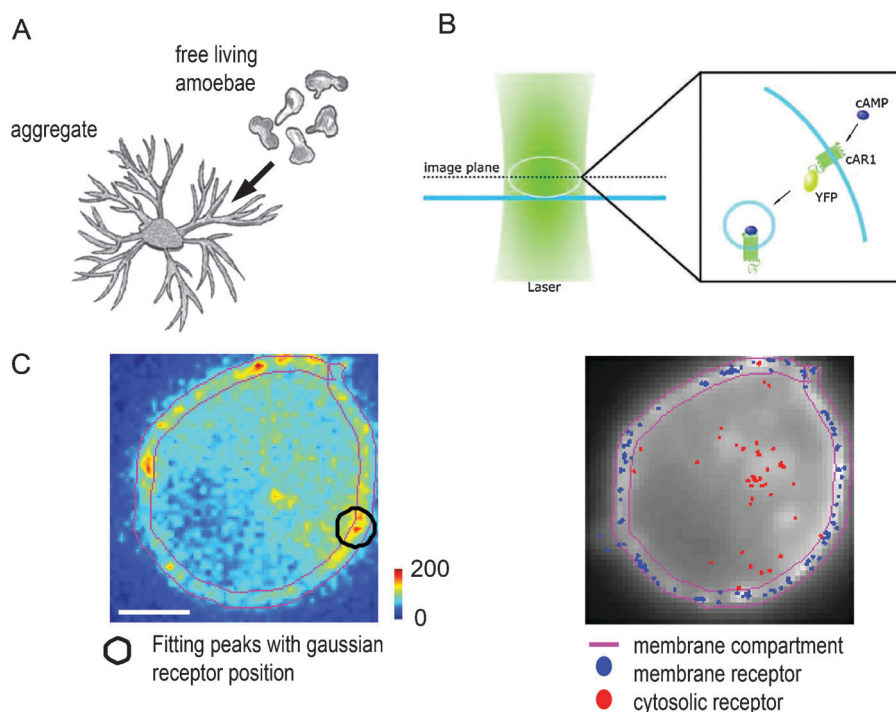 A
free living
amoebae
aggregate
B
image plane
Laser
cAMP
cAR1
YFP
C
200
0
Fitting peaks with gaussian
receptor position
membrane compartment
membrane receptor
cytosolic receptor